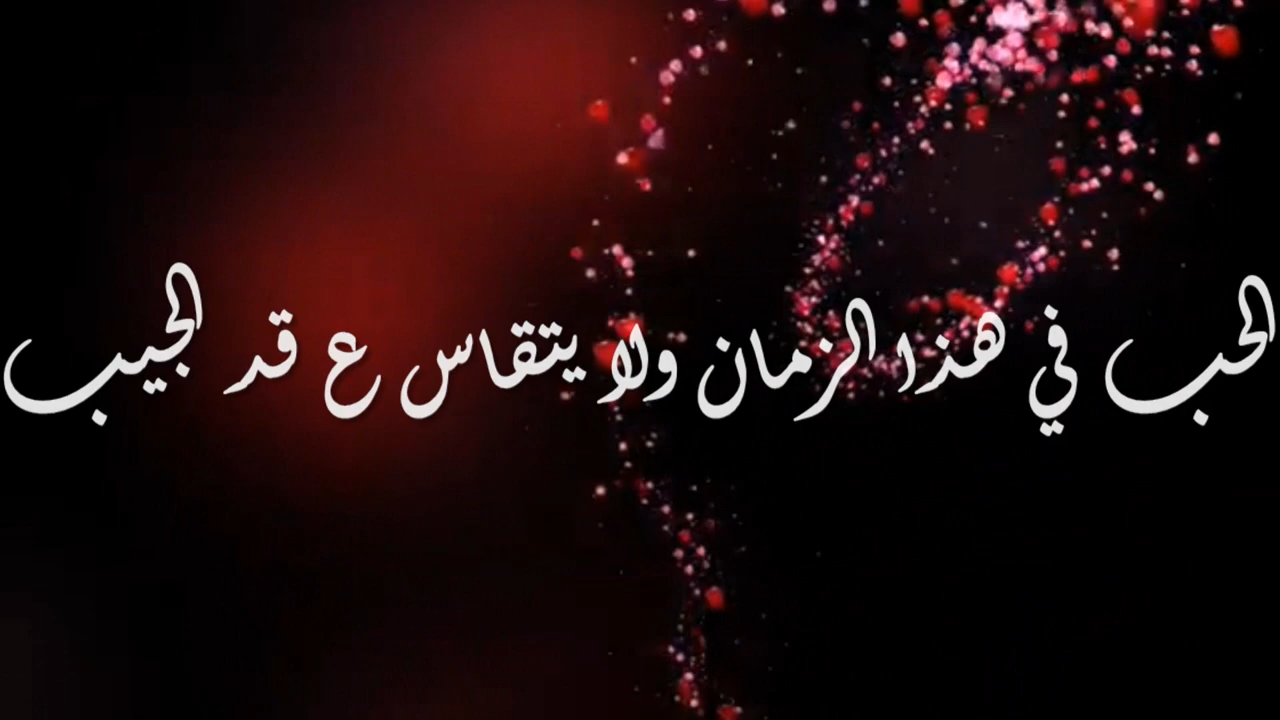 الحب في هذا الزمان ولا يتقاس ع قد الجيب